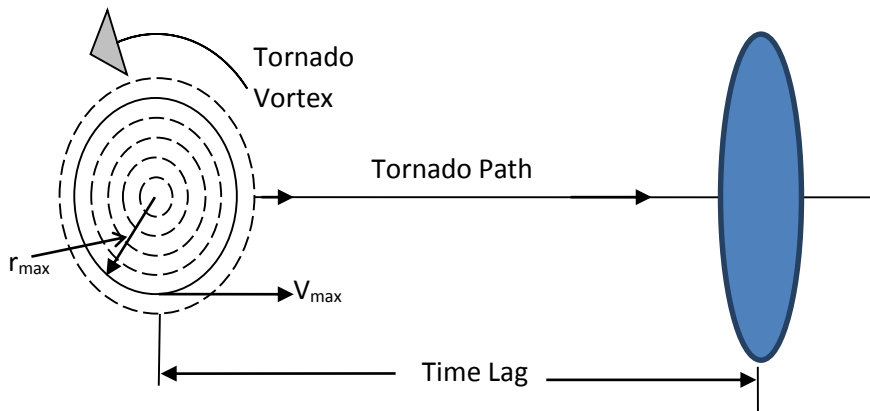 Tornado
Vortex
Tornado Path
rmax
Vmax
Time Lag